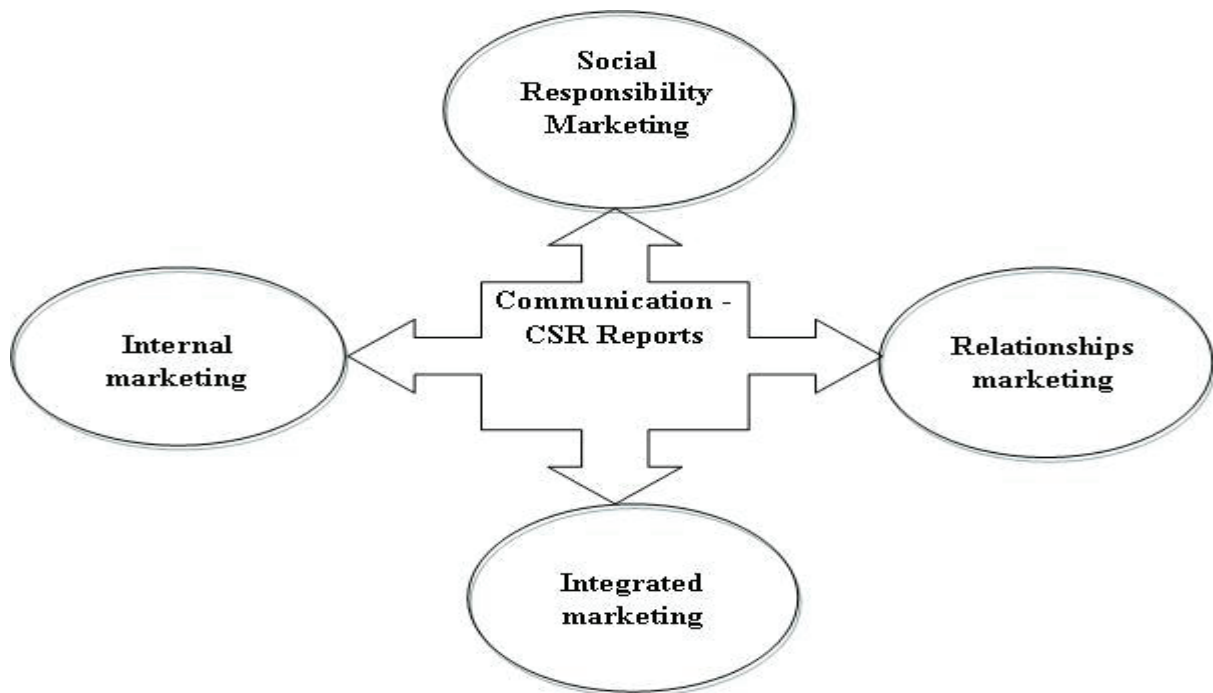 Social
Responsibility
Marketing
Communication -
CSR Reports
Internal
marketing
Relationships
marketing
Integrated
marketing